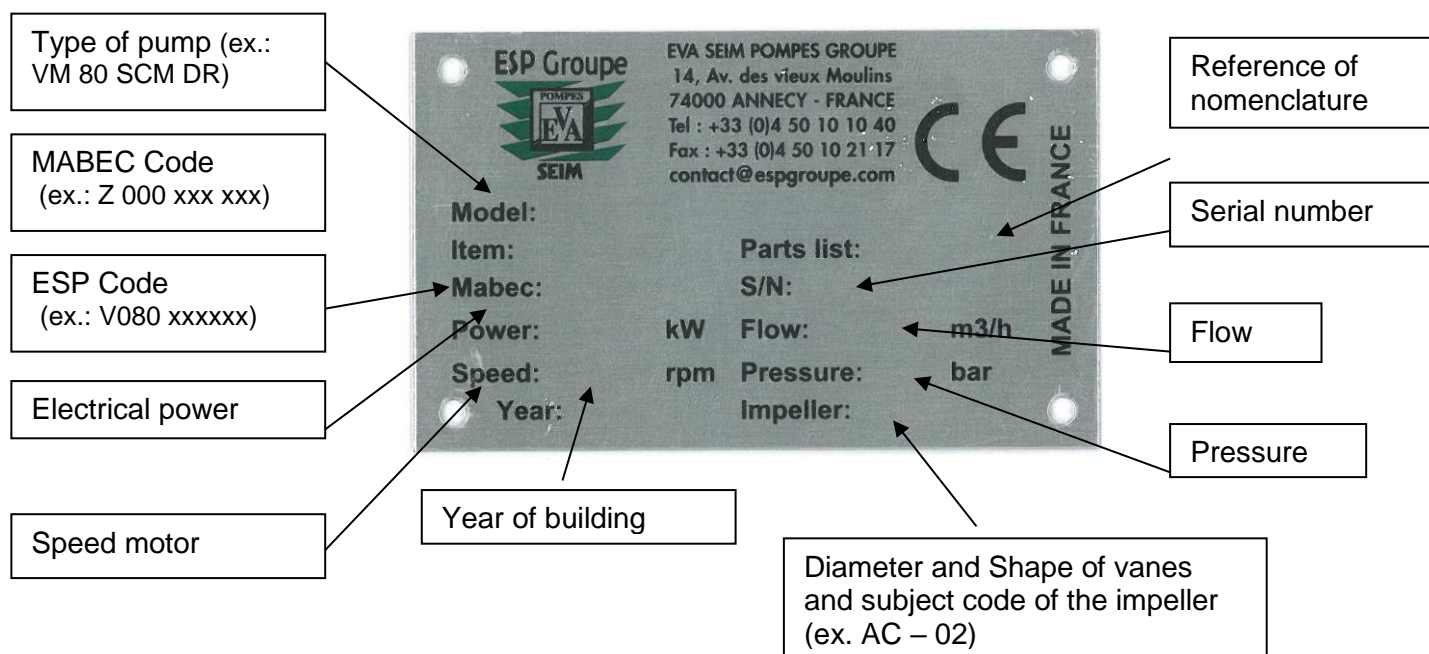 Type of pump (ex.:
VM 80 SCM DR)
MABEC Code
(ex.: Z 000 xxx xxx)
ESP Code
(ex.: V080 xxxxxx)
Electrical power
Speed motor
ESP Groupe
POMPES
EVA
SEIM
EVA SEIM POMPES GROUPE
14, Av. des vieux Moulins
74000 ANNECY - FRANCE
Tel : +33 (0)4 50 10 10 40
Fax : +33 (0)4 50 10 21 17
contact@espgroupe.com
CE
MADE IN FRANCE
Model:
Item: Parts list:
Mabec: S/N:
Power: kW Flow: m3/h
Speed: rpm Pressure: bar
Year: Impeller:
Reference of
nomenclature
Serial number
Flow
Pressure
Year of building
Diameter and Shape of vanes
and subject code of the impeller
(ex. AC – 02)